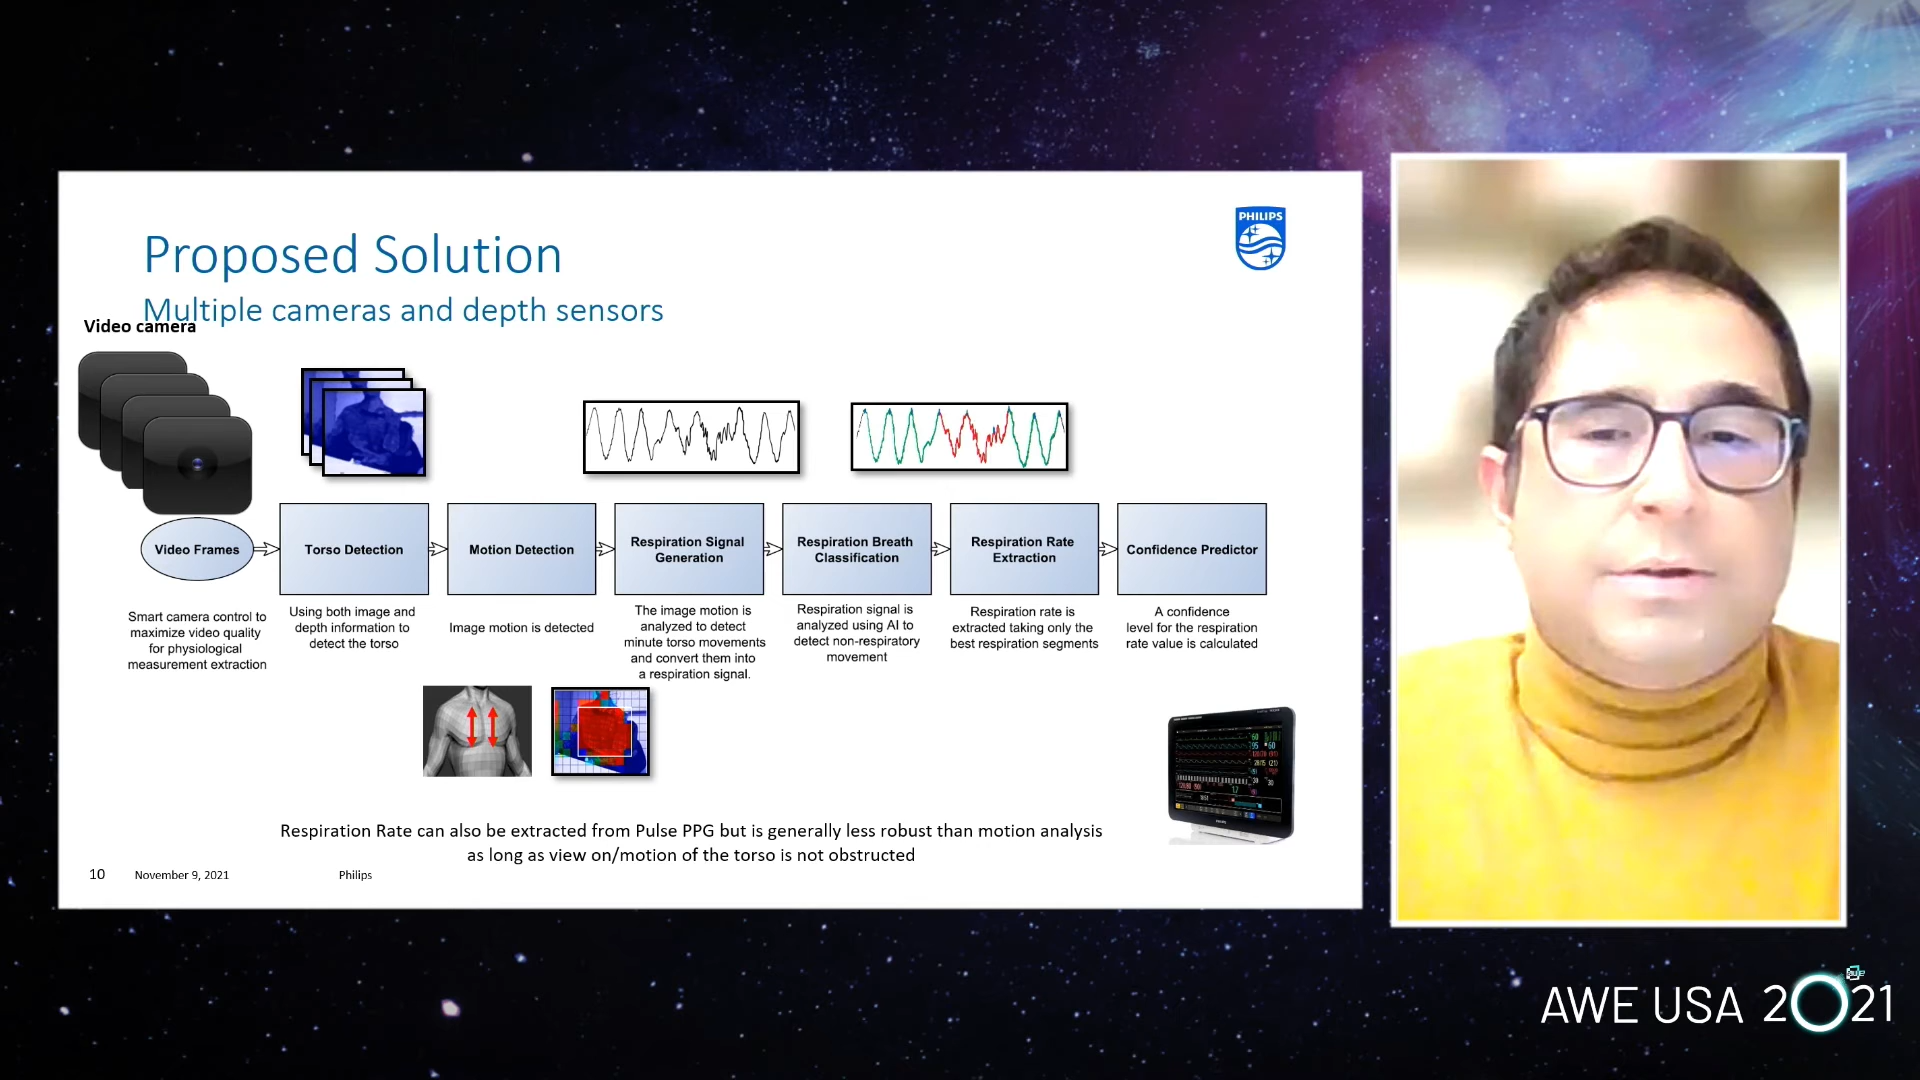 PHILIPS
Proposed Solution
Multiple cameras and depth sensors
Video camera
Video Frames
Torso Detection
Motion Detection
Respiration Signal
Generation
Respiration Breath
Classification
Respiration Rate
Extraction
Confidence Predictor
Smart camera control to
maximize video quality
for physiological
measurement extraction
Using both image and
depth information to
detect the torso
Image motion is detected
The image motion is
analyzed to detect
minute torso movements
and convert them into
a respiration signal.
Respiration signal is
analyzed using AI to
detect non-respiratory
movement
Respiration rate is
extracted taking only the
best respiration segments
A confidence
level for the respiration
rate value is calculated
Respiration Rate can also be extracted from Pulse PPG but is generally less robust than motion analysis
as long as view on/motion of the torso is not obstructed
10
November 9, 2021
Philips
AWE USA 2021